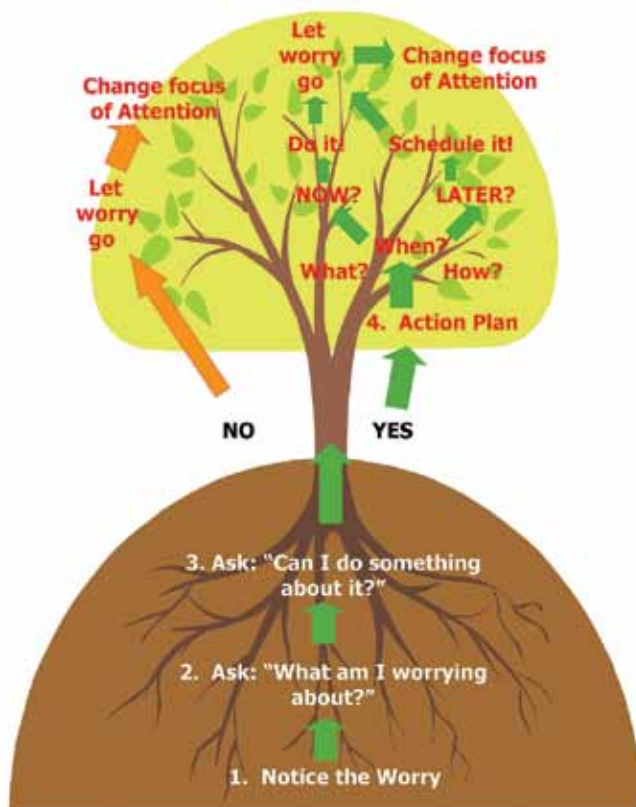 Let
worry
go
Change focus
of Attention
Change focus
of Attention
Do it!
Schedule it!
Let
worry
go
NOW?
LATER?
When?
What?
How?
4. Action Plan
NO
YES
3. Ask: “Can I do something
about it?”
2. Ask: “What am I worrying
about?”
1. Notice the Worry